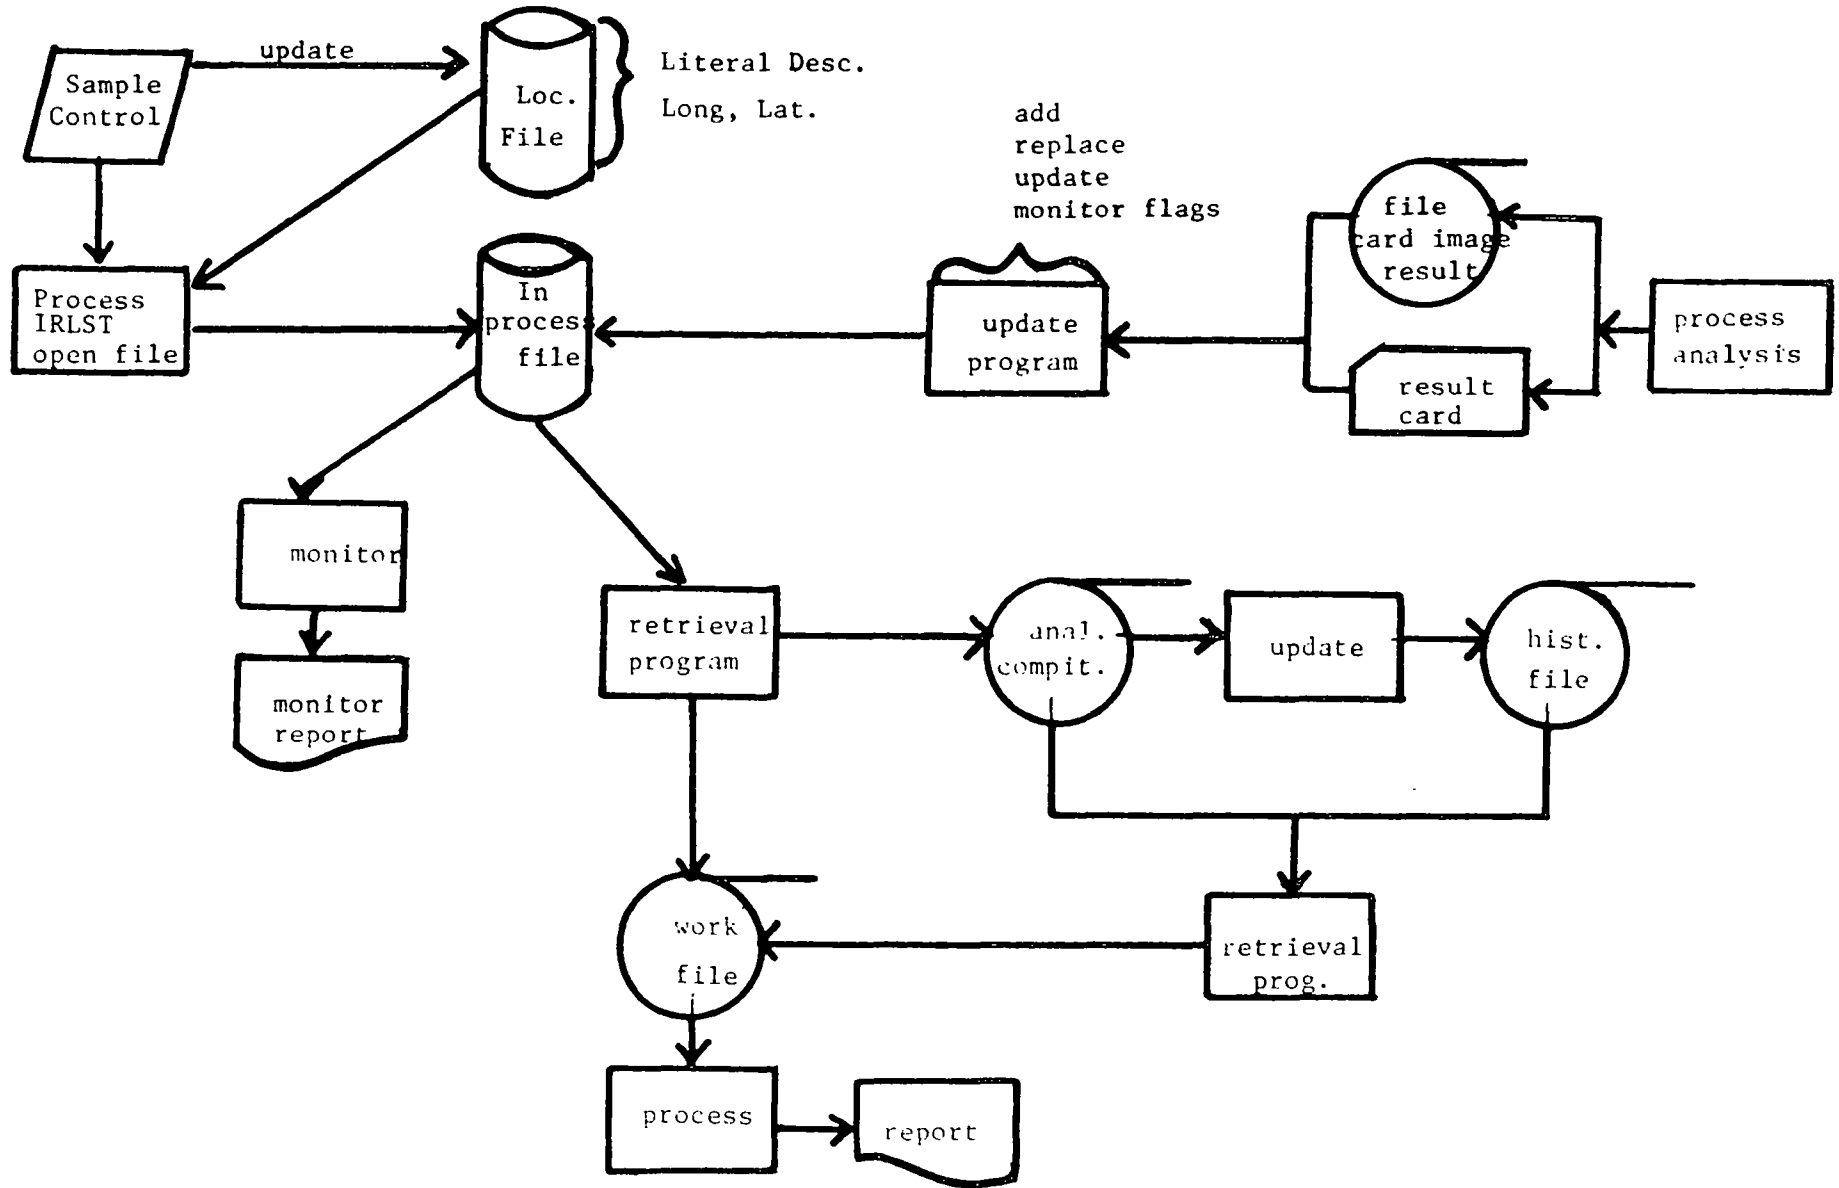 update
Sample
Control
Loc.
File
Literal Desc.
Long, Lat.
add
replace
update
monitor flags
file
card image
result
Process
IRLST
open file
In
process
file
update
program
result
card
process
analysis
monitor
monitor
report
retrieval
program
anal.
compit.
update
hist.
file
work
file
retrieval
prog.
process
report